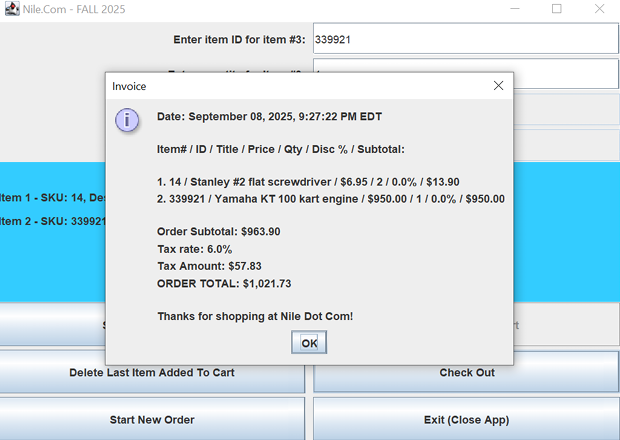 Nile.Com - FALL 2025
Enter item ID for item #3:
339921
Invoice
Date: September 08, 2025, 9:27:22 PM EDT
Item# / ID / Title / Price / Qty / Disc % / Subtotal:
1. 14 / Stanley #2 flat screwdriver / $6.95 / 2 / 0.0% / $13.90
2. 339921 / Yamaha KT 100 kart engine / $950.00 / 1 / 0.0% / $950.00
Item 1 - SKU: 14, Des
Item 2 - SKU: 339921
Order Subtotal: $963.90
Tax rate: 6.0%
Tax Amount: $57.83
ORDER TOTAL: $1,021.73
Thanks for shopping at Nile Dot Com!
OK
Delete Last Item Added To Cart
Check Out
Start New Order
Exit (Close App)